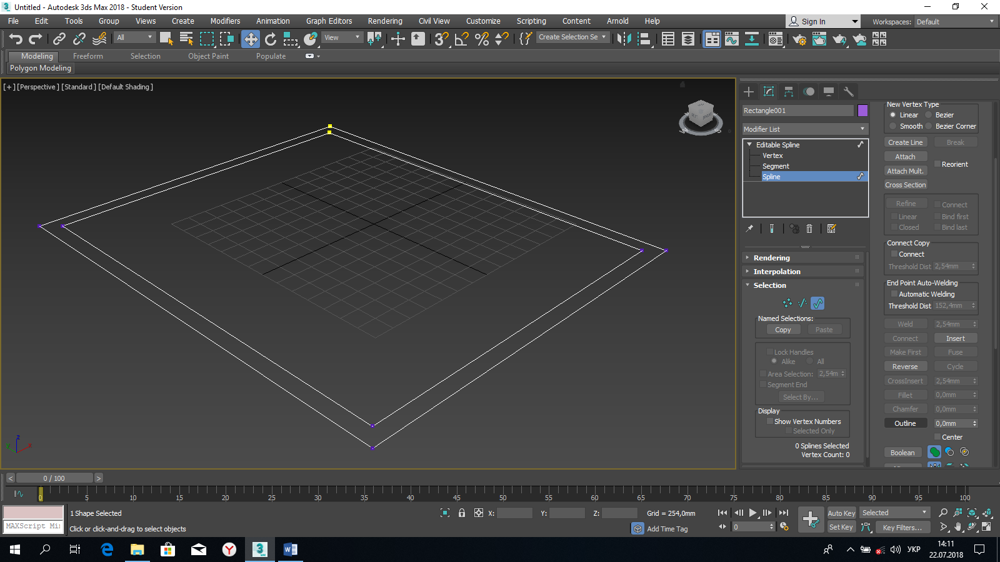 Untitled - Autodesk 3ds Max 2018 - Student Version
File Edit Tools Group Views Create Modifiers Animation Graph Editors Rendering Civil View Customize Scripting Content Arnold Help Sign In Workspaces: Default
All View Create Selection Se
Modeling Freeform Selection Object Paint Populate
Polygon Modeling
[+] [Perspective] [Standard] [Default Shading]
Rectangle001
Modifier List
Editable Spline
Vertex
Segment
Spline
Rendering
Interpolation
Selection
Named Selections:
Copy Paste
Lock Handles
Alike All
Area Selection: 2,54m
Segment End
Select By...
Display
Show Vertex Numbers
Selected Only
0 Splines Selected
Vertex Count: 0
New Vertex Type
Linear Bezier
Smooth Bezier Corner
Create Line Break
Attach
Reorient
Attach Mult.
Cross Section
Refine Connect
Linear Bind first
Closed Bind last
Connect Copy
Connect
Threshold Dist 2,54mm
End Point Auto-Welding
Automatic Welding
Threshold Dist 152,4mm
Weld 2,54mm
Connect Insert
Make First Fuse
Reverse Cycle
CrossInsert 2,54mm
Fillet 0,0mm
Chamfer 0,0mm
Outline 0,0mm
Center
Boolean
z
x
< 0 / 100 >
0 5 10 15 20 25 30 35 40 45 50 55 60 65 70 75 80 85 90 95 100
1 Shape Selected X: Y: Z: Grid = 254,0mm Auto Key Selected
MAXScript Mi
Click or click-and-drag to select objects Add Time Tag 0 Set Key Key Filters...
УКР
14:11
22.07.2018